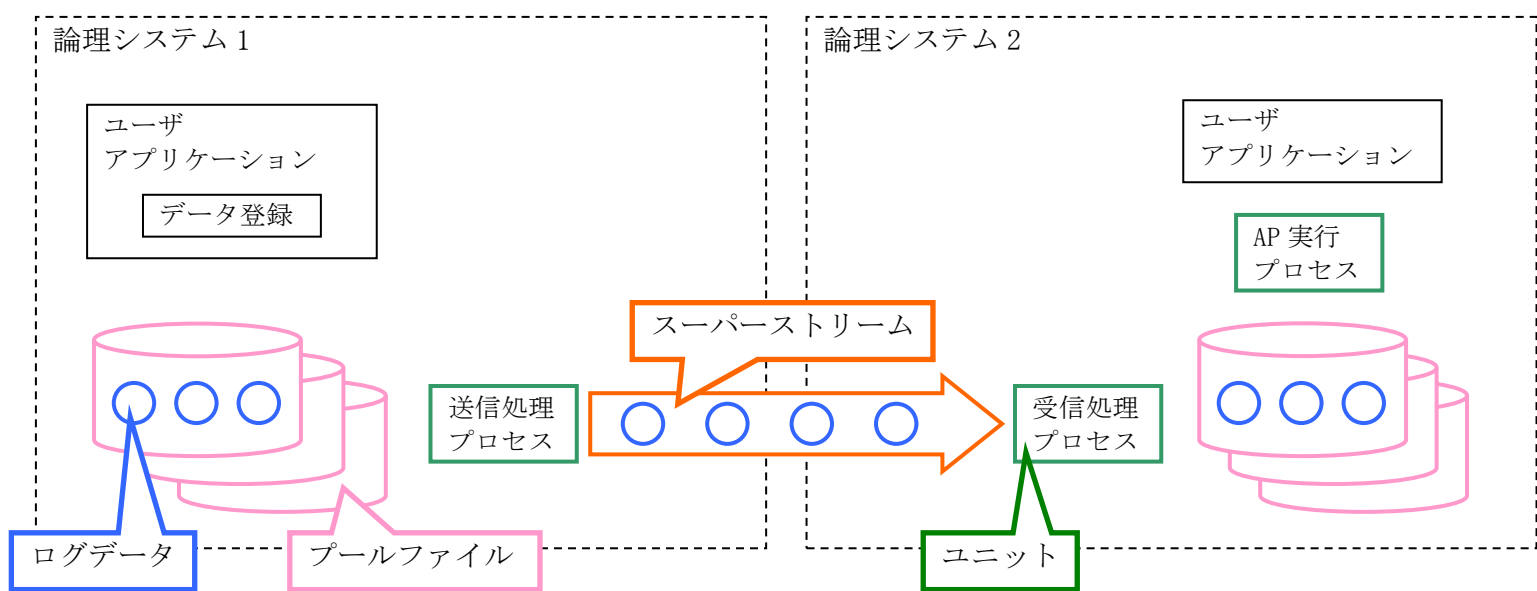 論理システム1
論理システム2
ユーザ
アプリケーション
データ登録
ユーザ
アプリケーション
AP実行
プロセス
スーパーストリーム
送信処理
プロセス
受信処理
プロセス
ログデータ
プールファイル
ユニット